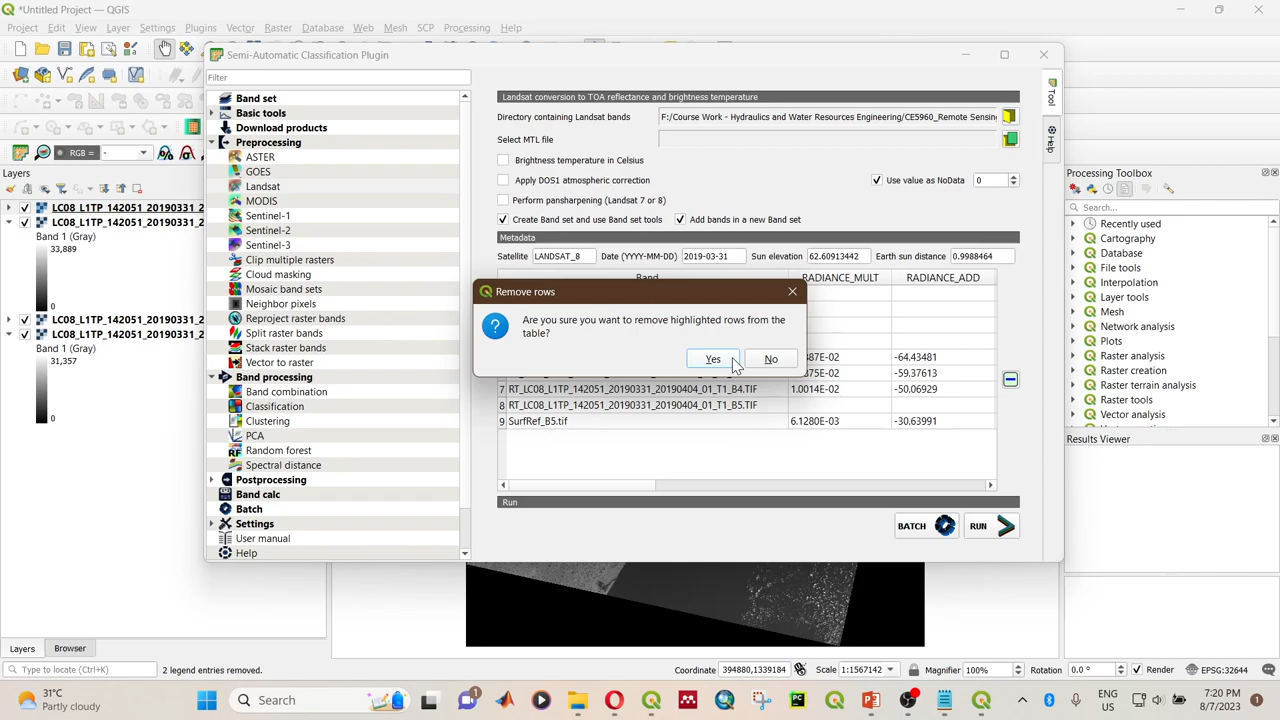 *Untitled Project — QGIS
Project Edit View Layer Settings Plugins Vector Raster Database Web Mesh SCP Processing Help
Semi-Automatic Classification Plugin
Filter
Band set
Basic tools
Download products
Preprocessing
ASTER
GOES
Landsat
MODIS
Sentinel-1
Sentinel-2
Sentinel-3
Clip multiple rasters
Cloud masking
Mosaic band sets
Neighbor pixels
Reproject raster bands
Split raster bands
Stack raster bands
Vector to raster
Band processing
Band combination
Classification
Clustering
PCA
Random forest
Spectral distance
Postprocessing
Band calc
Batch
Settings
User manual
Help
Landsat conversion to TOA reflectance and brightness temperature
Directory containing Landsat bands F:/Course Work - Hydraulics and Water Resources Engineering/CE5960_Remote Sensing
Select MTL file
Brightness temperature in Celsius
Apply DOS1 atmospheric correction Use value as NoData 0
Perform pansharpening (Landsat 7 or 8)
Create Band set and use Band set tools Add bands in a new Band set
Metadata
Satellite LANDSAT_8 Date (YYYY-MM-DD) 2019-03-31 Sun elevation 62.60913442 Earth sun distance 0.9988464
Band RADIANCE_MULT RADIANCE_ADD
-64.43481
-59.37613
7 RT_LC08_L1TP_142051_20190331_20190404_01_T1_B4.TIF 1.0014E-02 -50.06929
8 RT_LC08_L1TP_142051_20190331_20190404_01_T1_B5.TIF
9 SurfRef_B5.tif 6.1280E-03 -30.63991
Run
BATCH RUN
Tool
Help
Remove rows
Are you sure you want to remove highlighted rows from the
table?
Yes No
RGB = -
Layers
LC08_L1TP_142051_20190331_2
LC08_L1TP_142051_20190331_2
Band 1 (Gray)
33,889
0
LC08_L1TP_142051_20190331_2
LC08_L1TP_142051_20190331_2
Band 1 (Gray)
31,357
0
Layers Browser
Processing Toolbox
Search...
Recently used
Cartography
Database
File tools
Interpolation
Layer tools
Mesh
Network analysis
Plots
Raster analysis
Raster creation
Raster terrain analysis
Raster tools
Vector analysis
Results Viewer
Type to locate (Ctrl+K) 2 legend entries removed. Coordinate 394880,1339184 Scale 1:1567142 Magnifier 100% Rotation 0.0 ° Render EPSG:32644
31°C
Partly cloudy
Search
1
ENG
US
7:20 PM
8/7/2023
1